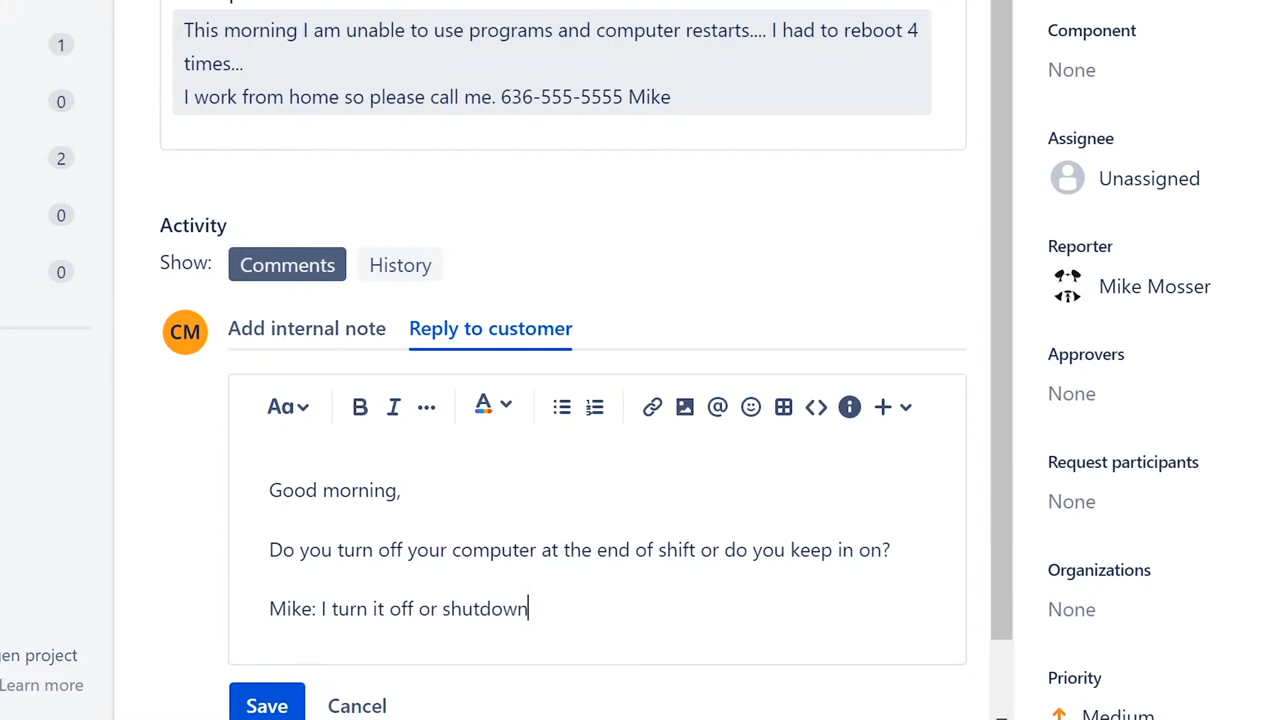 This morning I am unable to use programs and computer restarts.... I had to reboot 4
times...
I work from home so please call me. 636-555-5555 Mike
1
0
2
0
0
Activity
Show: Comments History
CM Add internal note Reply to customer
Aa B I ... A
Good morning,
Do you turn off your computer at the end of shift or do you keep in on?
Mike: I turn it off or shutdown
Save Cancel
gen project
Learn more
Component
None
Assignee
Unassigned
Reporter
Mike Mosser
Approvers
None
Request participants
None
Organizations
None
Priority
Medium